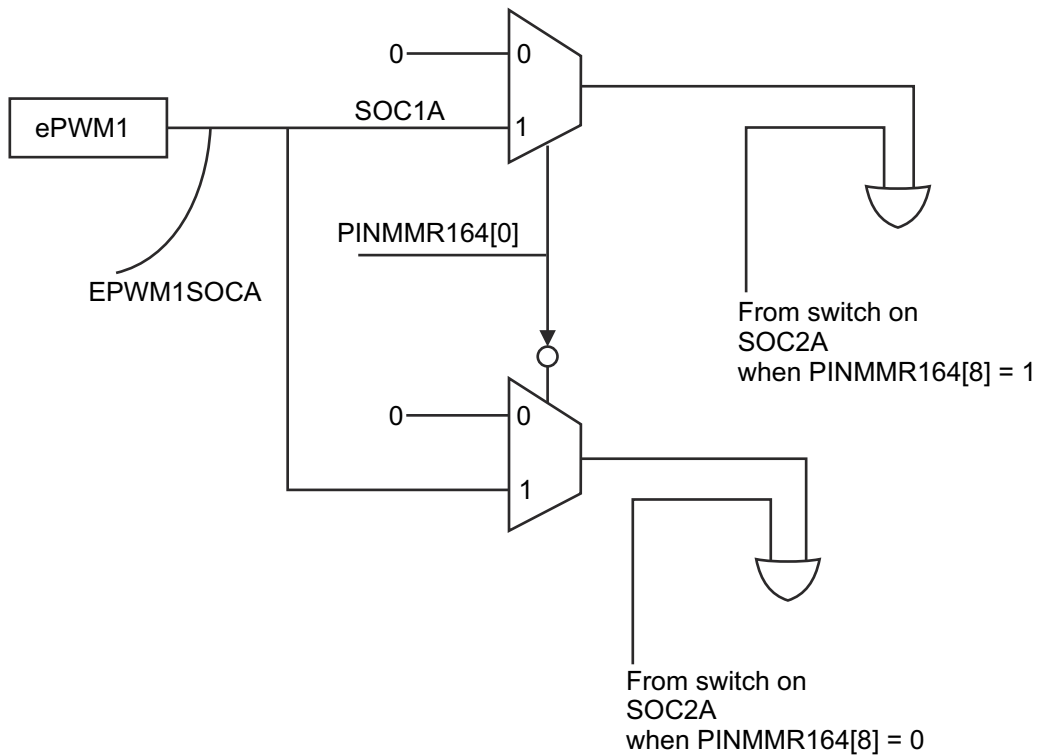 0
0
SOC1A
ePWM1
1
PINMMR164[0]
EPWM1SOCA
From switch on
SOC2A
when PINMMR164[8] = 1
0
0
1
From switch on
SOC2A
when PINMMR164[8] = 0